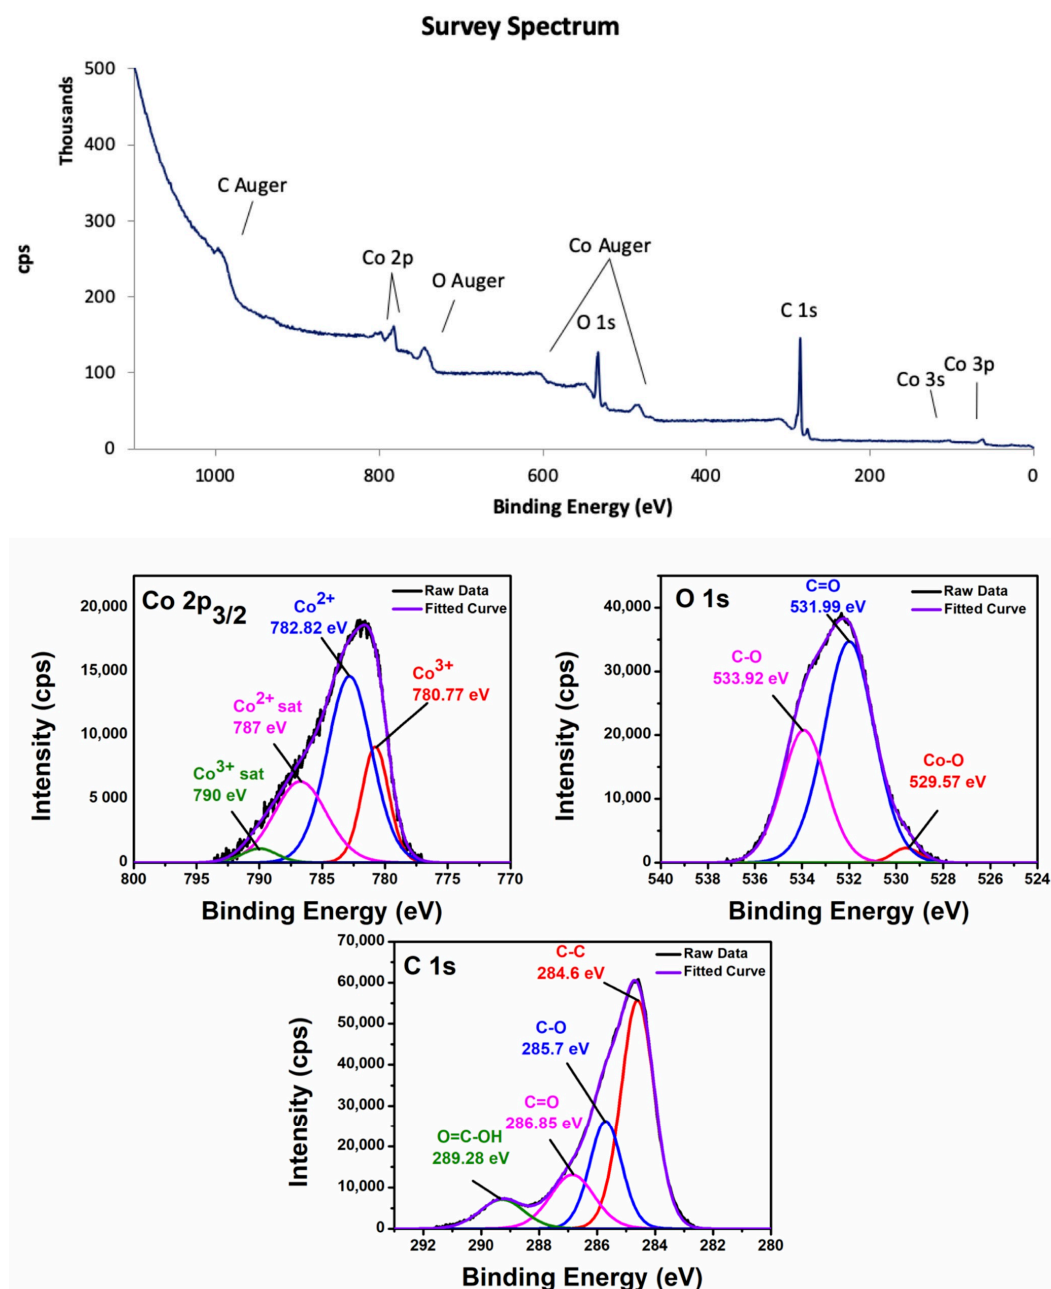 Survey Spectrum
500
400
300
200
100
0
Thousands
cps
C Auger
Co 2p
O Auger
Co Auger
O 1s
C 1s
Co 3s
Co 3p
1000
800
600
400
200
0
Binding Energy (eV)
Co 2p3/2
Raw Data
Fitted Curve
Co2+
782.82 eV
Co3+
780.77 eV
Co2+ sat
787 eV
Co3+ sat
790 eV
20,000
15,000
10,000
5 000
0
Intensity (cps)
800
795
790
785
780
775
770
Binding Energy (eV)
O 1s
Raw Data
Fitted Curve
C=O
531.99 eV
C-O
533.92 eV
Co-O
529.57 eV
40,000
30,000
20,000
10,000
0
Intensity (cps)
540
538
536
534
532
530
528
526
524
Binding Energy (eV)
C 1s
Raw Data
Fitted Curve
C-C
284.6 eV
C-O
285.7 eV
C=O
286.85 eV
O=C-OH
289.28 eV
70,000
60,000
50,000
40,000
30,000
20,000
10,000
0
Intensity (cps)
292
290
288
286
284
282
280
Binding Energy (eV)